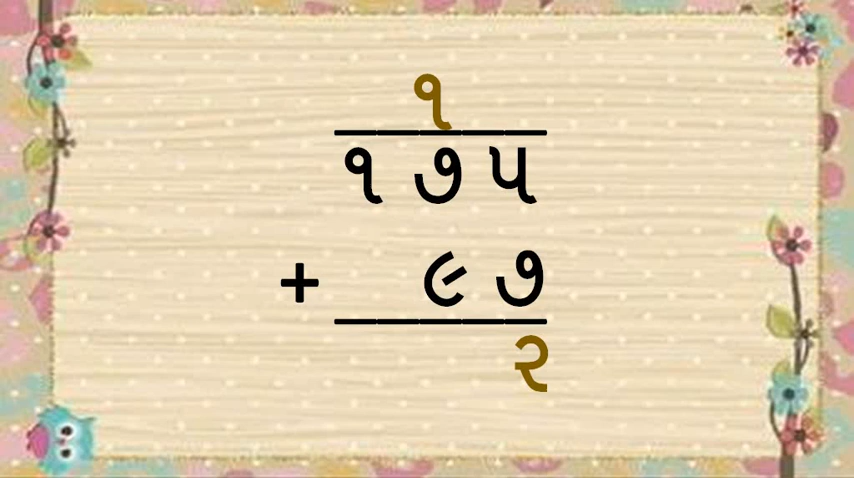 ૧
૧ ૭ ૫
+ ૯ ૭
૨